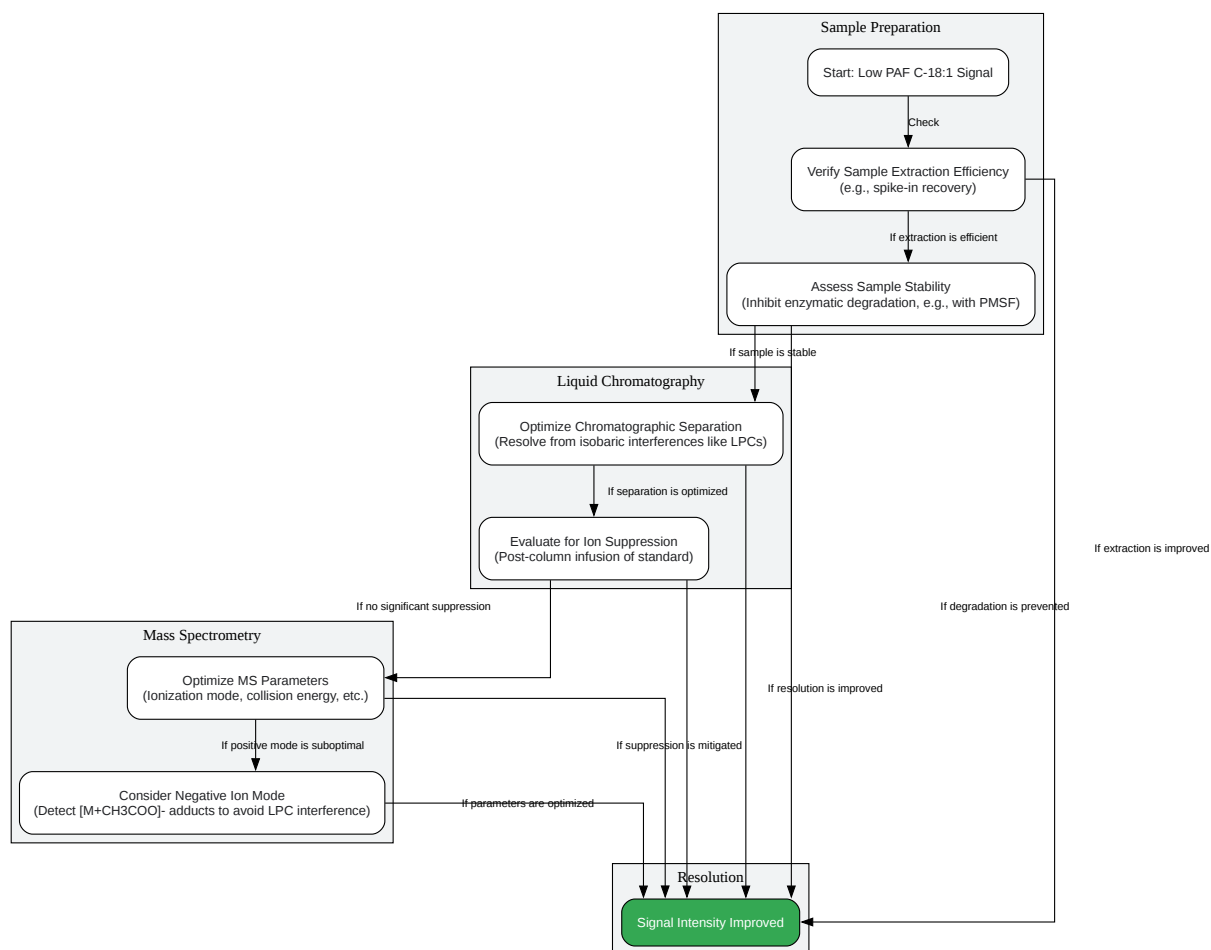 Sample Preparation
Start: Low PAF C-18:1 Signal
Check
Verify Sample Extraction Efficiency
(e.g., spike-in recovery)
If extraction is efficient
Assess Sample Stability
(Inhibit enzymatic degradation, e.g., with PMSF)
If sample is stable
Liquid Chromatography
Optimize Chromatographic Separation
(Resolve from isobaric interferences like LPCs)
If separation is optimized
Evaluate for Ion Suppression
(Post-column infusion of standard)
If extraction is improved
If no significant suppression
If degradation is prevented
Mass Spectrometry
Optimize MS Parameters
(Ionization mode, collision energy, etc.)
If resolution is improved
If positive mode is suboptimal
If suppression is mitigated
Consider Negative Ion Mode
(Detect [M+CH3COO]- adducts to avoid LPC interference)
If parameters are optimized
Resolution
Signal Intensity Improved